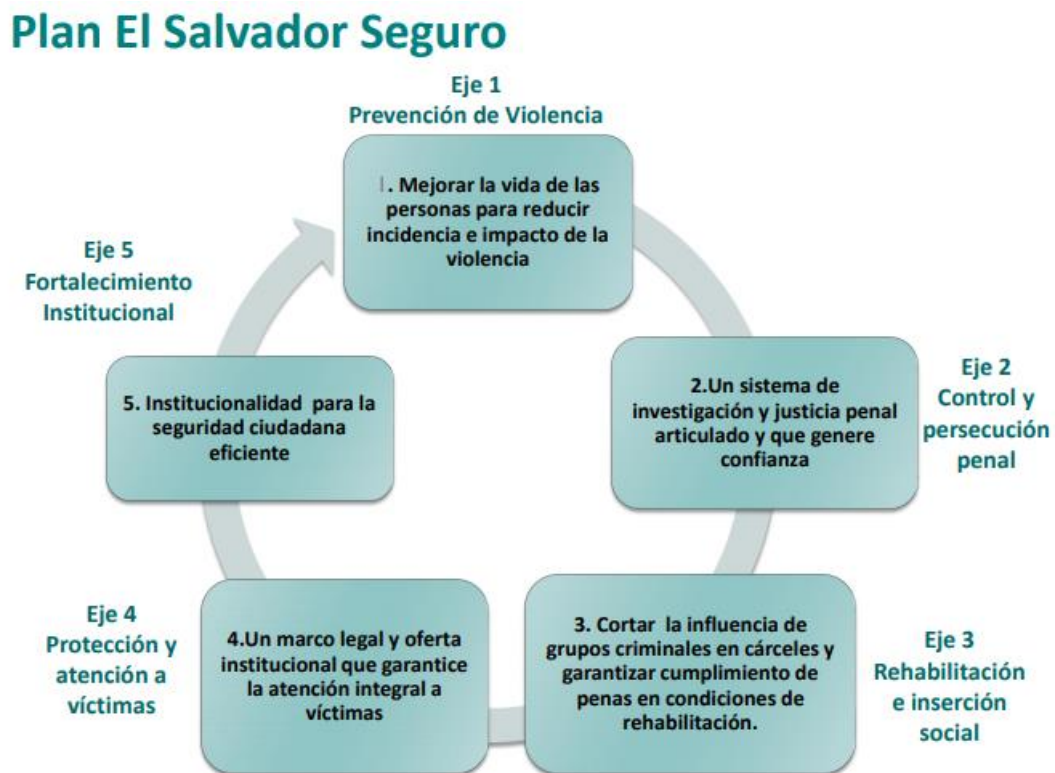 Plan El Salvador Seguro
Eje 1
Prevención de Violencia
1. Mejorar la vida de las
personas para reducir
incidencia e impacto de la
violencia
Eje 2
Control y
persecución
penal
2.Un sistema de
investigación y justicia penal
articulado y que genere
confianza
Eje 3
Rehabilitación
e inserción
social
3. Cortar la influencia de
grupos criminales en cárceles y
garantizar cumplimiento de
penas en condiciones de
rehabilitación.
Eje 4
Protección y
atención a
víctimas
4.Un marco legal y oferta
institucional que garantice
la atención integral a
víctimas
Eje 5
Fortalecimiento
Institucional
5. Institucionalidad para la
seguridad ciudadana
eficiente